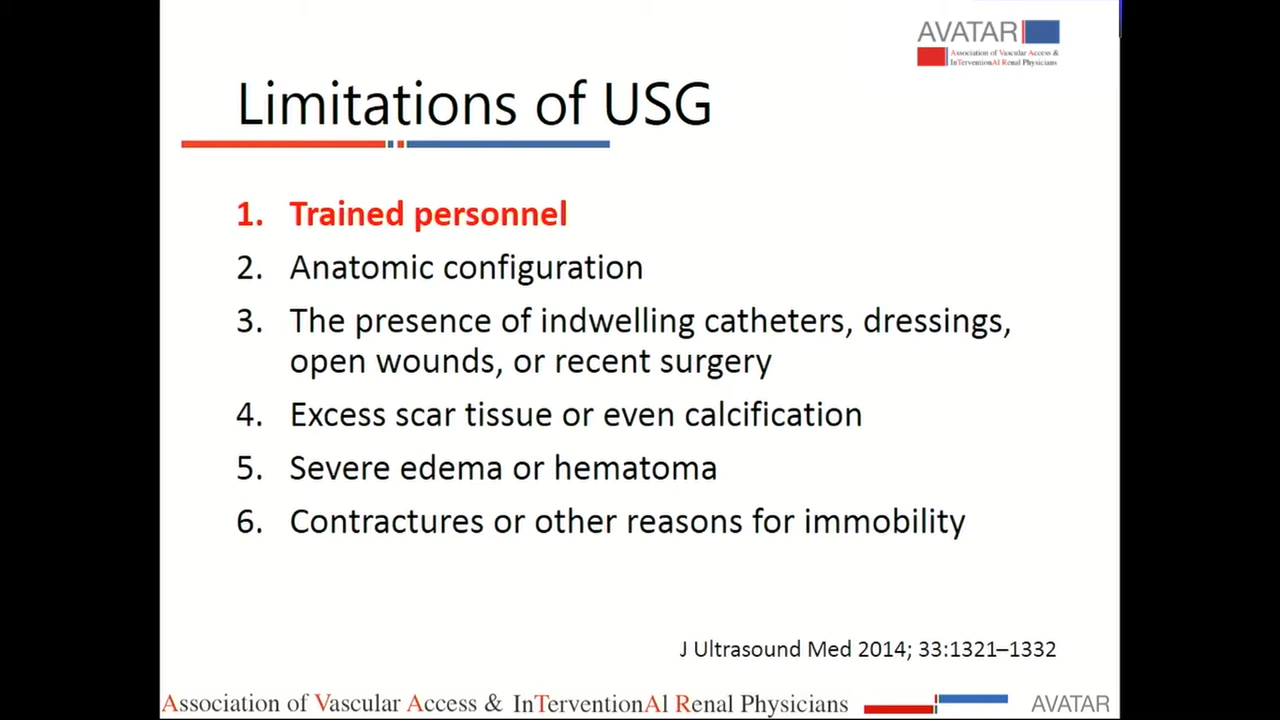 AVATAR
Association of Vascular Access &
InTerventionAl Renal Physicians
Limitations of USG
1. Trained personnel
2. Anatomic configuration
3. The presence of indwelling catheters, dressings,
open wounds, or recent surgery
4. Excess scar tissue or even calcification
5. Severe edema or hematoma
6. Contractures or other reasons for immobility
J Ultrasound Med 2014; 33:1321–1332
Association of Vascular Access & InTerventionAl Renal Physicians
AVATAR